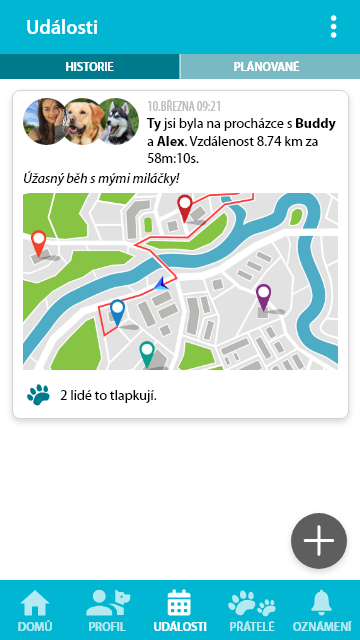 Události
HISTORIE
PLÁNOVANÉ
10.BŘEZNA 09:21
Ty jsi byla na procházce s Buddy
a Alex. Vzdálenost 8.74 km za
58m:10s.
Úžasný běh s mými miláčky!
2 lidé to tlapkují.
DOMŮ
PROFIL
UDÁLOSTI
PŘÁTELÉ
OZNÁMENÍ